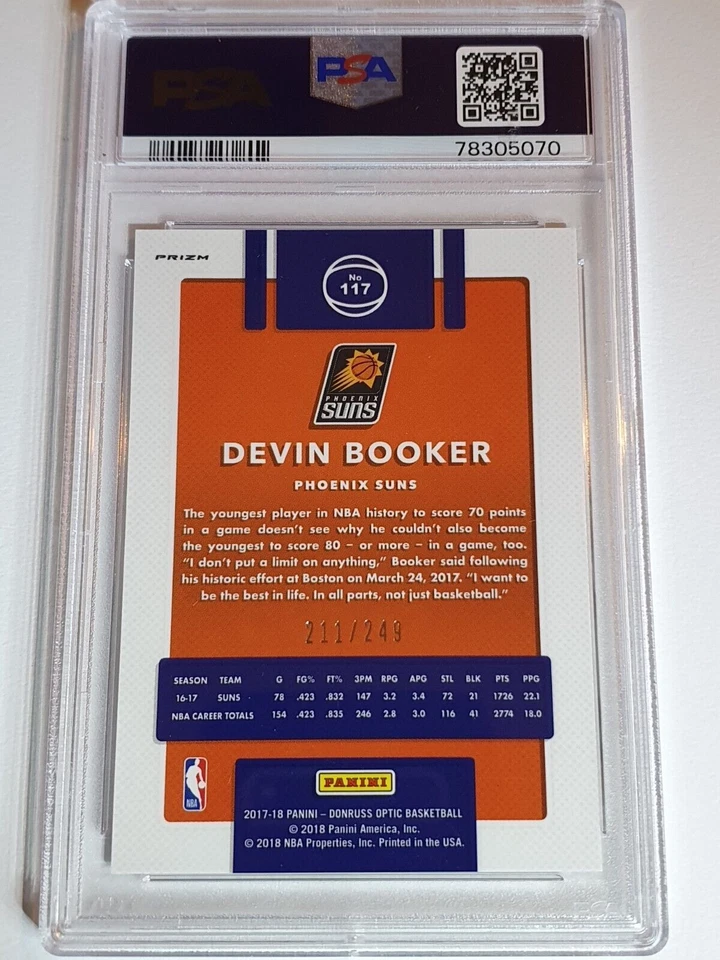 PSA
PSA
78305070
PRIZM
No
117
PHOENIX
SUNS
DEVIN BOOKER
PHOENIX SUNS
The youngest player in NBA history to score 70 points
in a game doesn't see why he couldn't also become
the youngest to score 80 – or more – in a game, too.
"I don't put a limit on anything," Booker said following
his historic effort at Boston on March 24, 2017. "I want to
be the best in life. In all parts, not just basketball."
211/249
SEASON TEAM G FG% FT% 3PM RPG APG STL BLK PTS PPG
16-17 SUNS 78 .423 .832 147 3.2 3.4 72 21 1726 22.1
NBA CAREER TOTALS 154 .423 .835 246 2.8 3.0 116 41 2774 18.0
NBA
PANINI
2017-18 PANINI – DONRUSS OPTIC BASKETBALL
© 2018 Panini America, Inc.
© 2018 NBA Properties, Inc. Printed in the USA.